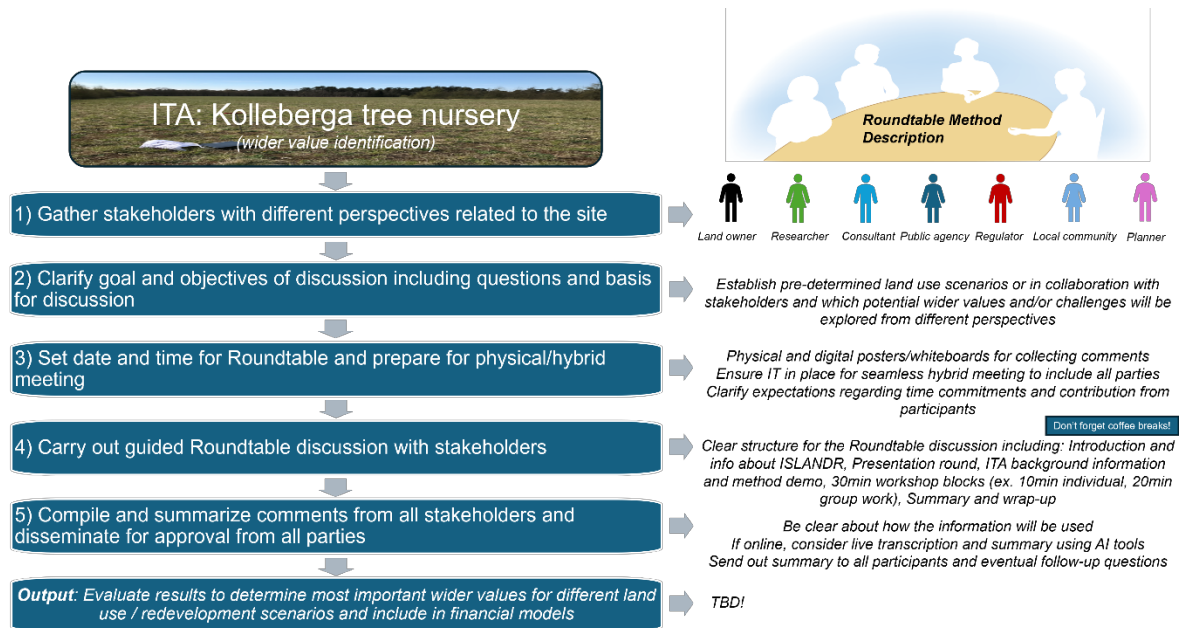 ITA: Kolleberga tree nursery
(wider value identification)
Roundtable Method
Description
1) Gather stakeholders with different perspectives related to the site
Land owner
Researcher
Consultant
Public agency
Regulator
Local community
Planner
2) Clarify goal and objectives of discussion including questions and basis
for discussion
Establish pre-determined land use scenarios or in collaboration with
stakeholders and which potential wider values and/or challenges will be
explored from different perspectives
3) Set date and time for Roundtable and prepare for physical/hybrid
meeting
Physical and digital posters/whiteboards for collecting comments
Ensure IT in place for seamless hybrid meeting to include all parties
Clarify expectations regarding time commitments and contribution from
participants
Don't forget coffee breaks!
4) Carry out guided Roundtable discussion with stakeholders
Clear structure for the Roundtable discussion including: Introduction and
info about ISLANDR, Presentation round, ITA background information
and method demo, 30min workshop blocks (ex. 10min individual, 20min
group work), Summary and wrap-up
5) Compile and summarize comments from all stakeholders and
disseminate for approval from all parties
Be clear about how the information will be used
If online, consider live transcription and summary using AI tools
Send out summary to all participants and eventual follow-up questions
Output: Evaluate results to determine most important wider values for different land
use / redevelopment scenarios and include in financial models
TBD!